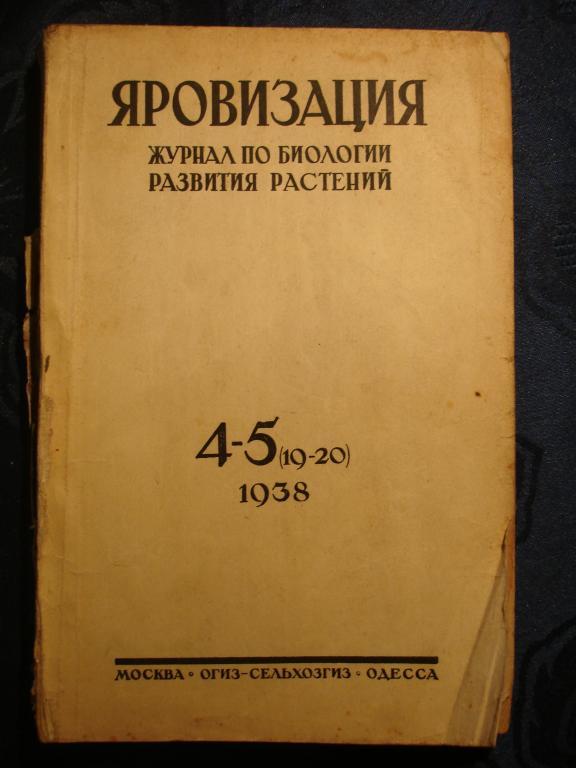 ЯРОВИЗАЦИЯ
ЖУРНАЛ ПО БИОЛОГИИ
РАЗВИТИЯ РАСТЕНИЙ
4-5 (19-20)
1938
МОСКВА • ОГИЗ-СЕЛЬХОЗГИЗ • ОДЕССА